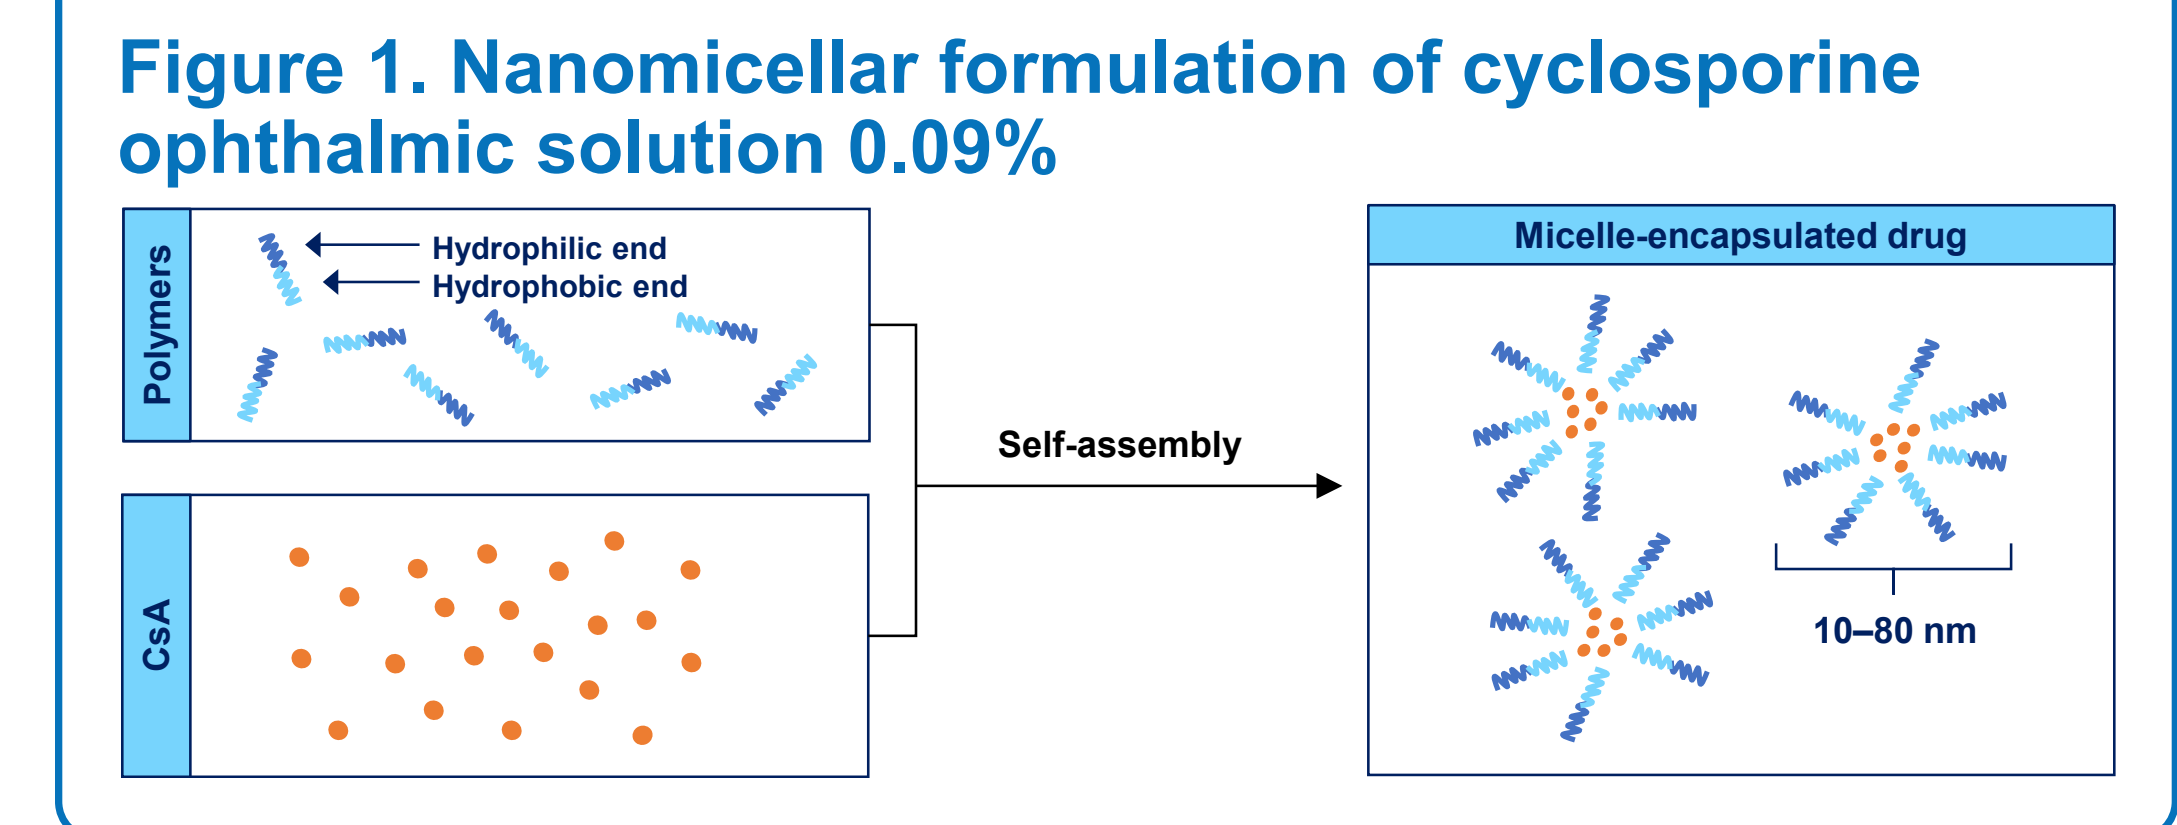 Figure 1. Nanomicellar formulation of cyclosporine
ophthalmic solution 0.09%
Polymers
Hydrophilic end
Hydrophobic end
CsA
Self-assembly
Micelle-encapsulated drug
10–80 nm